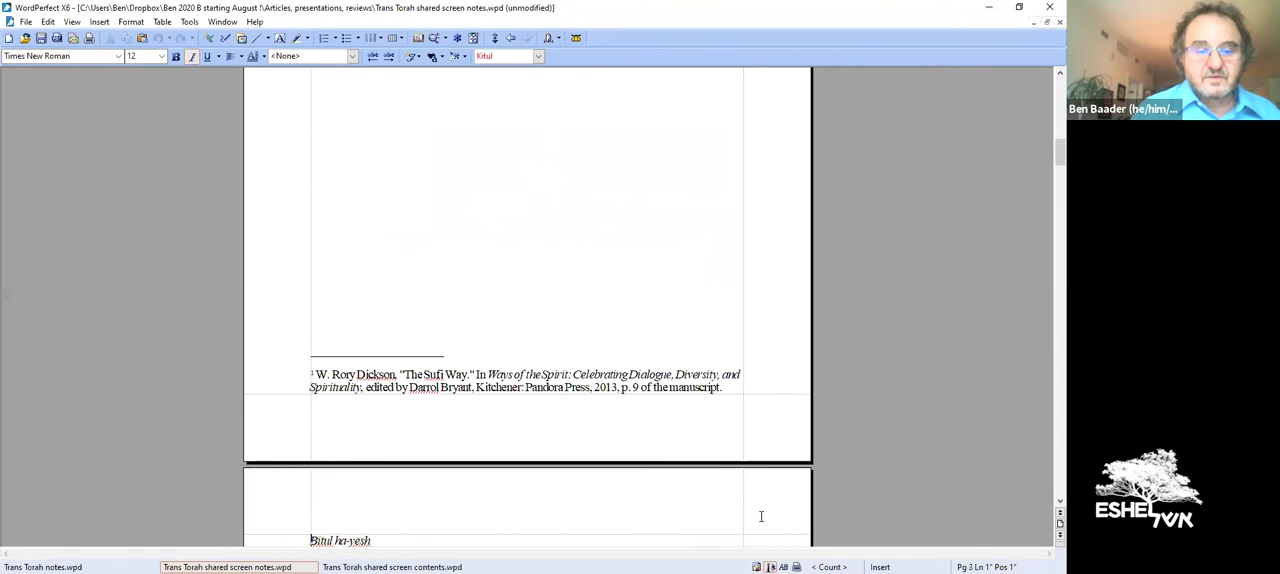 WordPerfect X6 - [C:\Users\Ben\Dropbox\Ben 2020 B starting August !\Articles, presentations, reviews\Trans Torah shared screen notes.wpd (unmodified)]
File Edit View Insert Format Table Tools Window Help
Times New Roman 12 <None> Kitul
Ben Baader (he/him/...
1 W. Rory Dickson, "The Sufi Way." In Ways of the Spirit: Celebrating Dialogue, Diversity, and
Spirituality, edited by Darrol Bryant, Kitchener: Pandora Press, 2013, p. 9 of the manuscript.
Bitul ha-yesh
ESHEL אשל
Trans Torah notes.wpd Trans Torah shared screen notes.wpd Trans Torah shared screen contents.wpd AB < Count > Insert Pg 3 Ln 1" Pos 1"